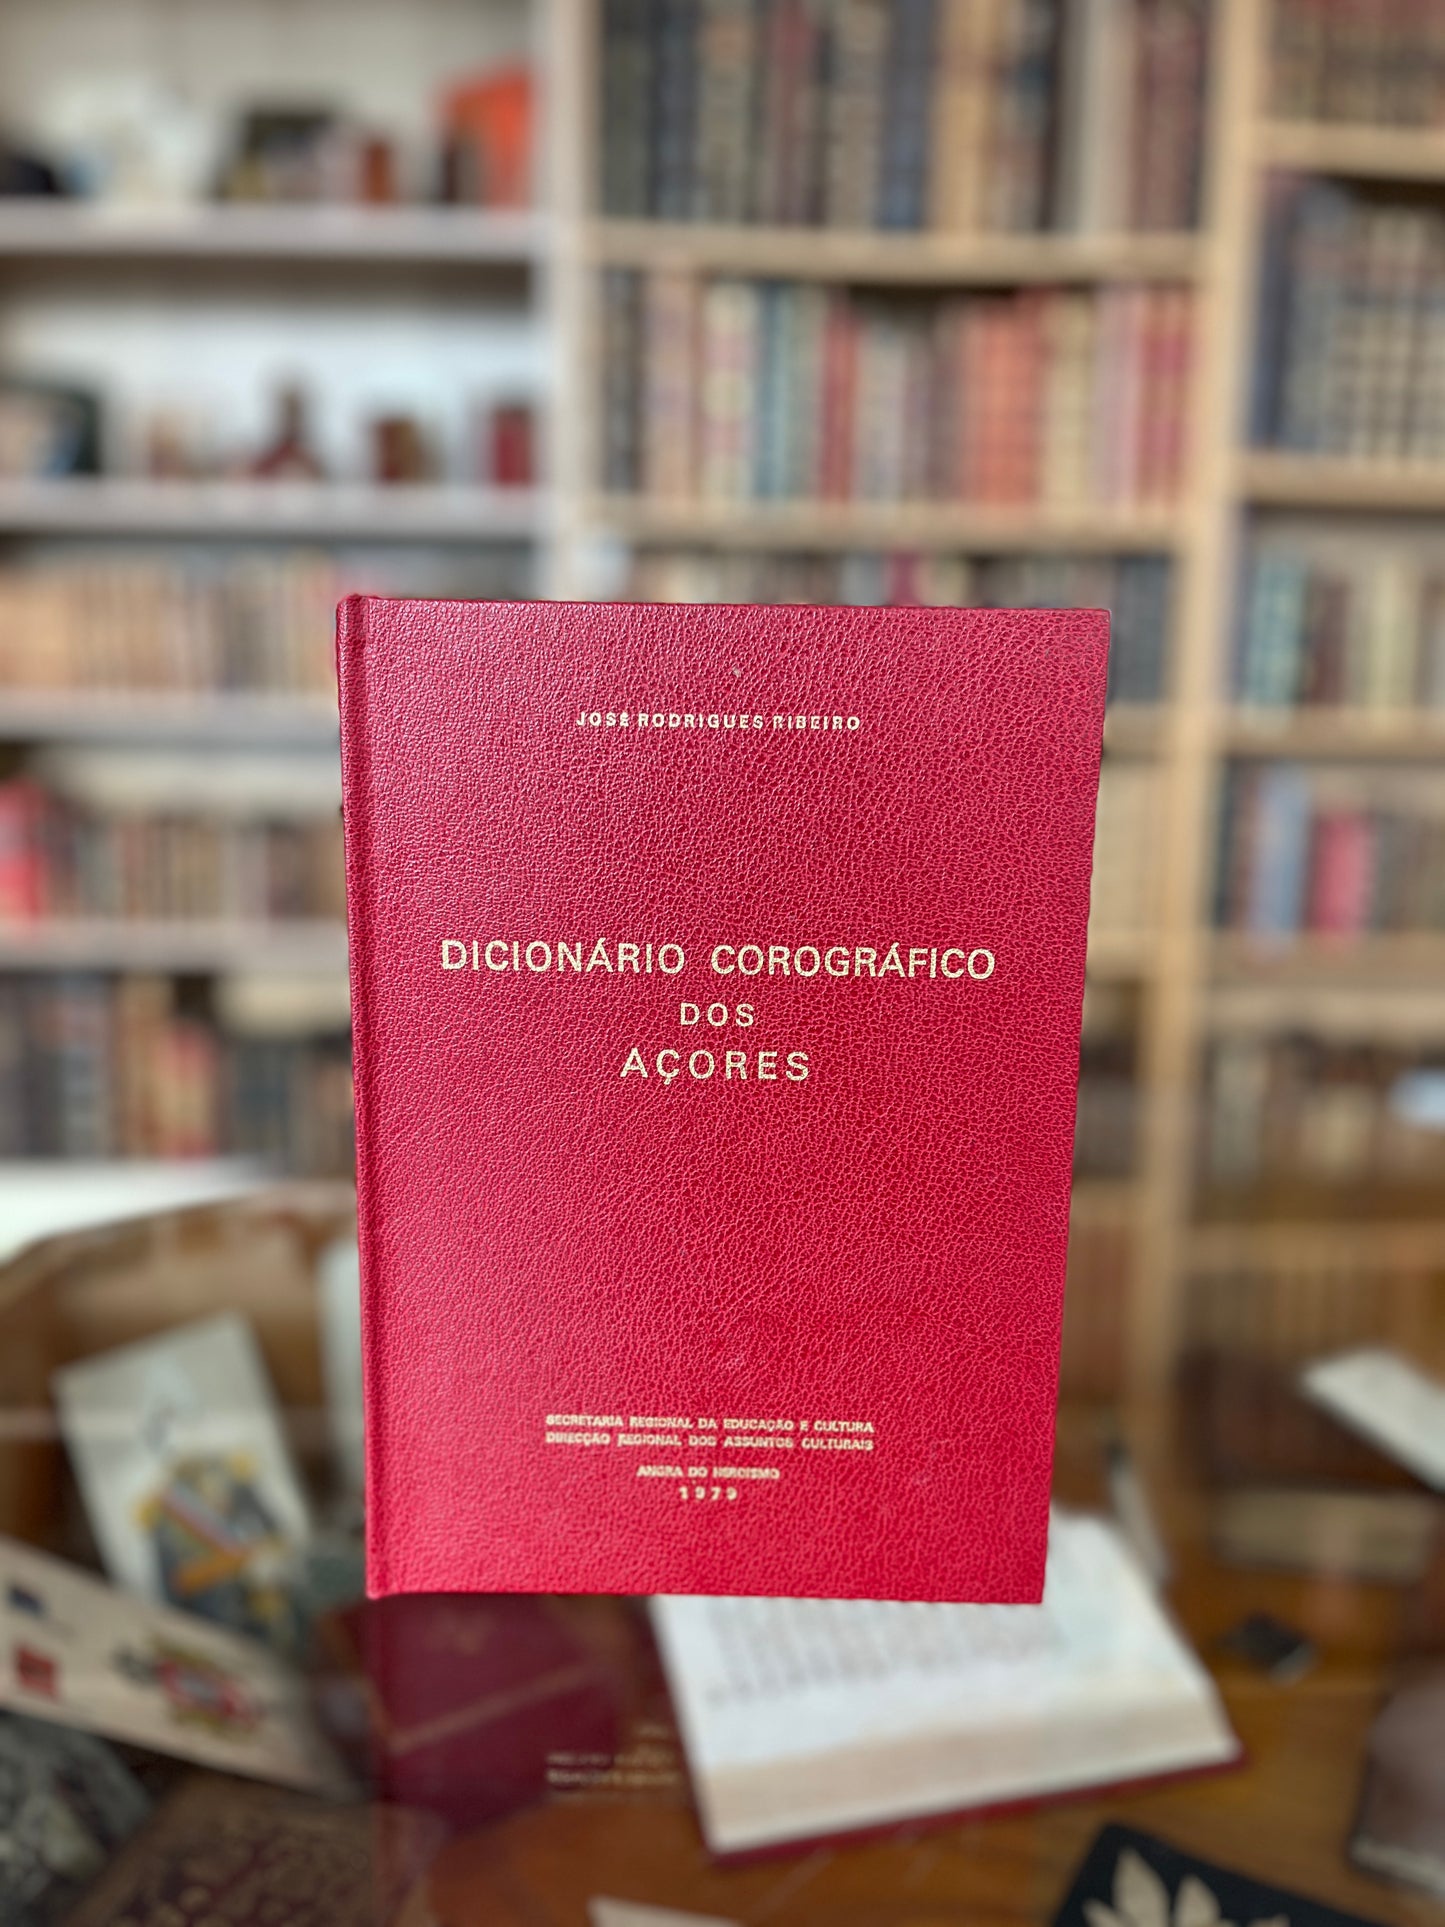 JOSÉ RODRIGUES RIBEIRO
DICIONÁRIO COROGRÁFICO
DOS
AÇORES
SECRETARIA REGIONAL DA EDUCAÇÃO E CULTURA
DIRECÇÃO REGIONAL DOS ASSUNTOS CULTURAIS
ANGRA DO HEROISMO
1979